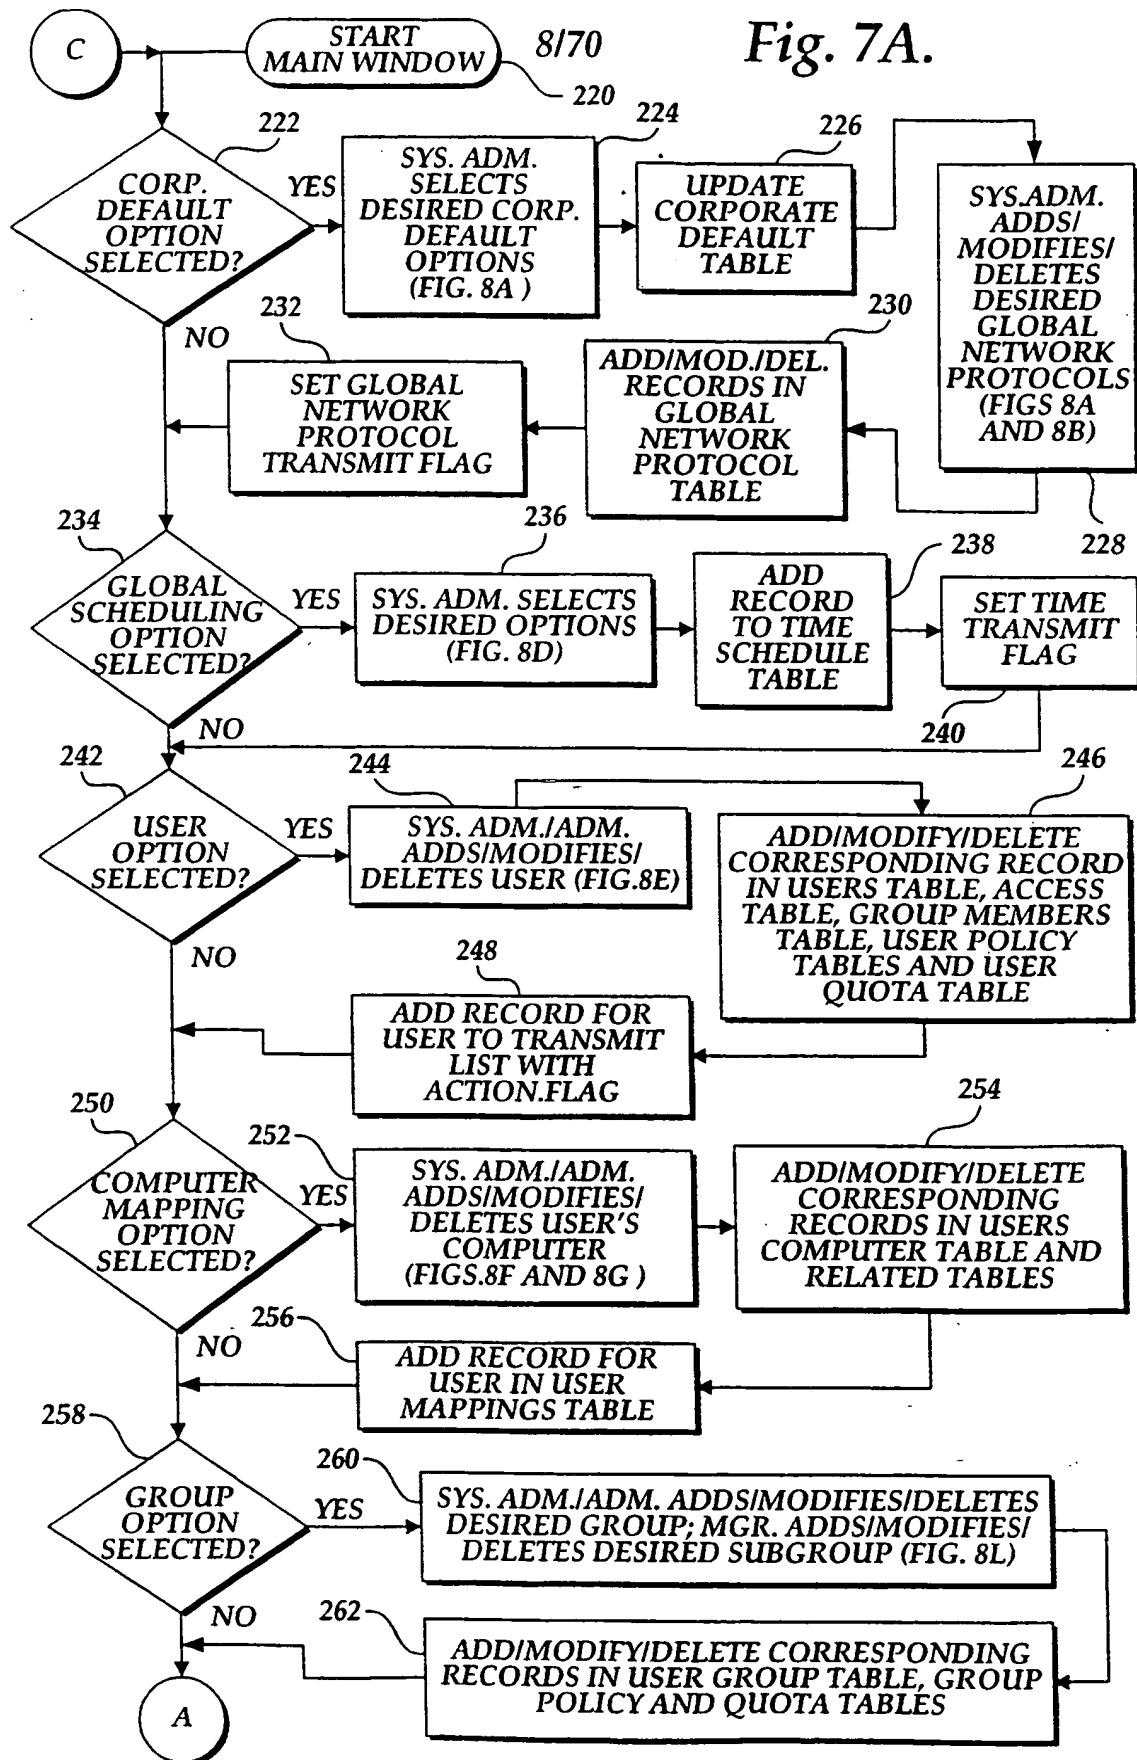 C
START
MAIN WINDOW
8/70
Fig. 7A.
220
222
CORP.
DEFAULT
OPTION
SELECTED?
YES
NO
224
SYS. ADM.
SELECTS
DESIRED CORP.
DEFAULT
OPTIONS
(FIG. 8A )
226
UPDATE
CORPORATE
DEFAULT
TABLE
SYS.ADM.
ADDS/
MODIFIES/
DELETES
DESIRED
GLOBAL
NETWORK
PROTOCOLS
(FIGS 8A
AND 8B)
228
230
ADD/MOD./DEL.
RECORDS IN
GLOBAL
NETWORK
PROTOCOL
TABLE
232
SET GLOBAL
NETWORK
PROTOCOL
TRANSMIT FLAG
234
GLOBAL
SCHEDULING
OPTION
SELECTED?
YES
NO
236
SYS. ADM. SELECTS
DESIRED OPTIONS
(FIG. 8D)
238
ADD
RECORD
TO TIME
SCHEDULE
TABLE
SET TIME
TRANSMIT
FLAG
240
242
USER
OPTION
SELECTED?
YES
NO
244
SYS. ADM./ADM.
ADDS/MODIFIES/
DELETES USER (FIG.8E)
246
ADD/MODIFY/DELETE
CORRESPONDING RECORD
IN USERS TABLE, ACCESS
TABLE, GROUP MEMBERS
TABLE, USER POLICY
TABLES AND USER
QUOTA TABLE
248
ADD RECORD FOR
USER TO TRANSMIT
LIST WITH
ACTION.FLAG
250
COMPUTER
MAPPING
OPTION
SELECTED?
YES
NO
252
SYS. ADM./ADM.
ADDS/MODIFIES/
DELETES USER'S
COMPUTER
(FIGS.8F AND 8G )
254
ADD/MODIFY/DELETE
CORRESPONDING
RECORDS IN USERS
COMPUTER TABLE AND
RELATED TABLES
256
ADD RECORD FOR
USER IN USER
MAPPINGS TABLE
258
GROUP
OPTION
SELECTED?
YES
NO
260
SYS. ADM./ADM. ADDS/MODIFIES/DELETES
DESIRED GROUP; MGR. ADDS/MODIFIES/
DELETES DESIRED SUBGROUP (FIG. 8L)
262
ADD/MODIFY/DELETE CORRESPONDING
RECORDS IN USER GROUP TABLE, GROUP
POLICY AND QUOTA TABLES
A